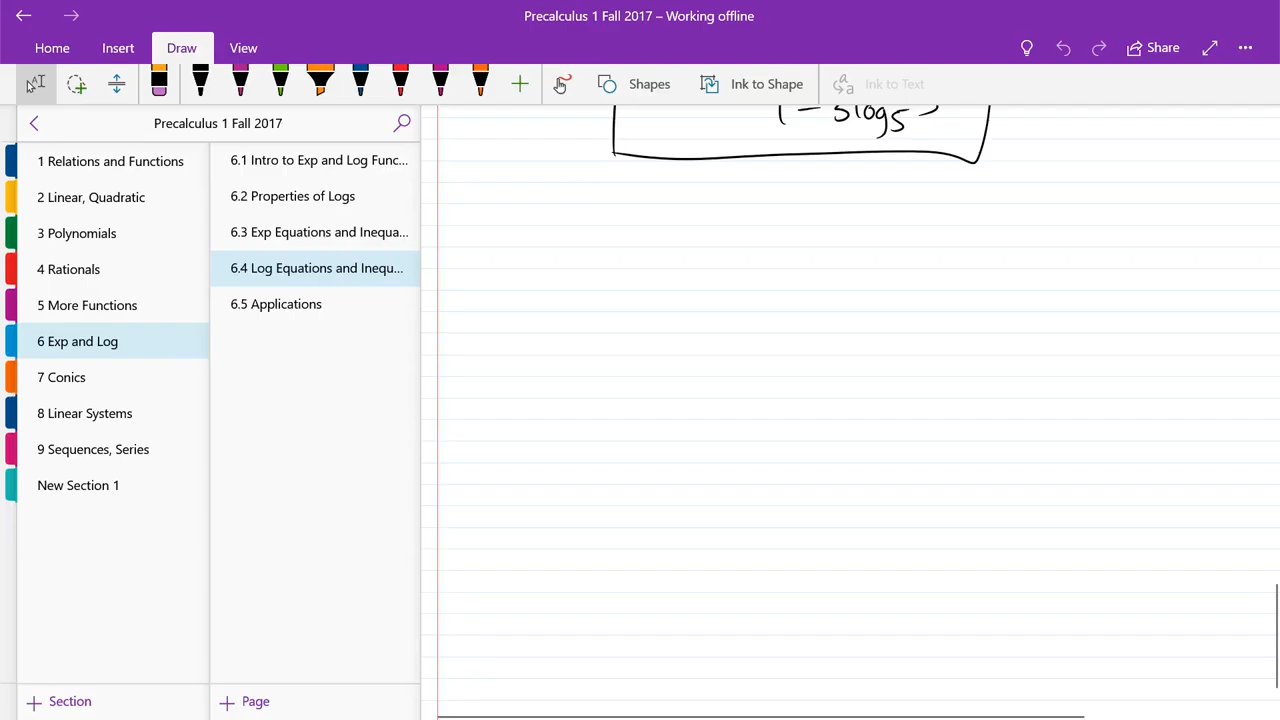 Precalculus 1 Fall 2017 – Working offline
Home Insert Draw View Share
Shapes Ink to Shape Ink to Text
Precalculus 1 Fall 2017
1 Relations and Functions
2 Linear, Quadratic
3 Polynomials
4 Rationals
5 More Functions
6 Exp and Log
7 Conics
8 Linear Systems
9 Sequences, Series
New Section 1
Section
6.1 Intro to Exp and Log Func...
6.2 Properties of Logs
6.3 Exp Equations and Inequa...
6.4 Log Equations and Inequ...
6.5 Applications
Page